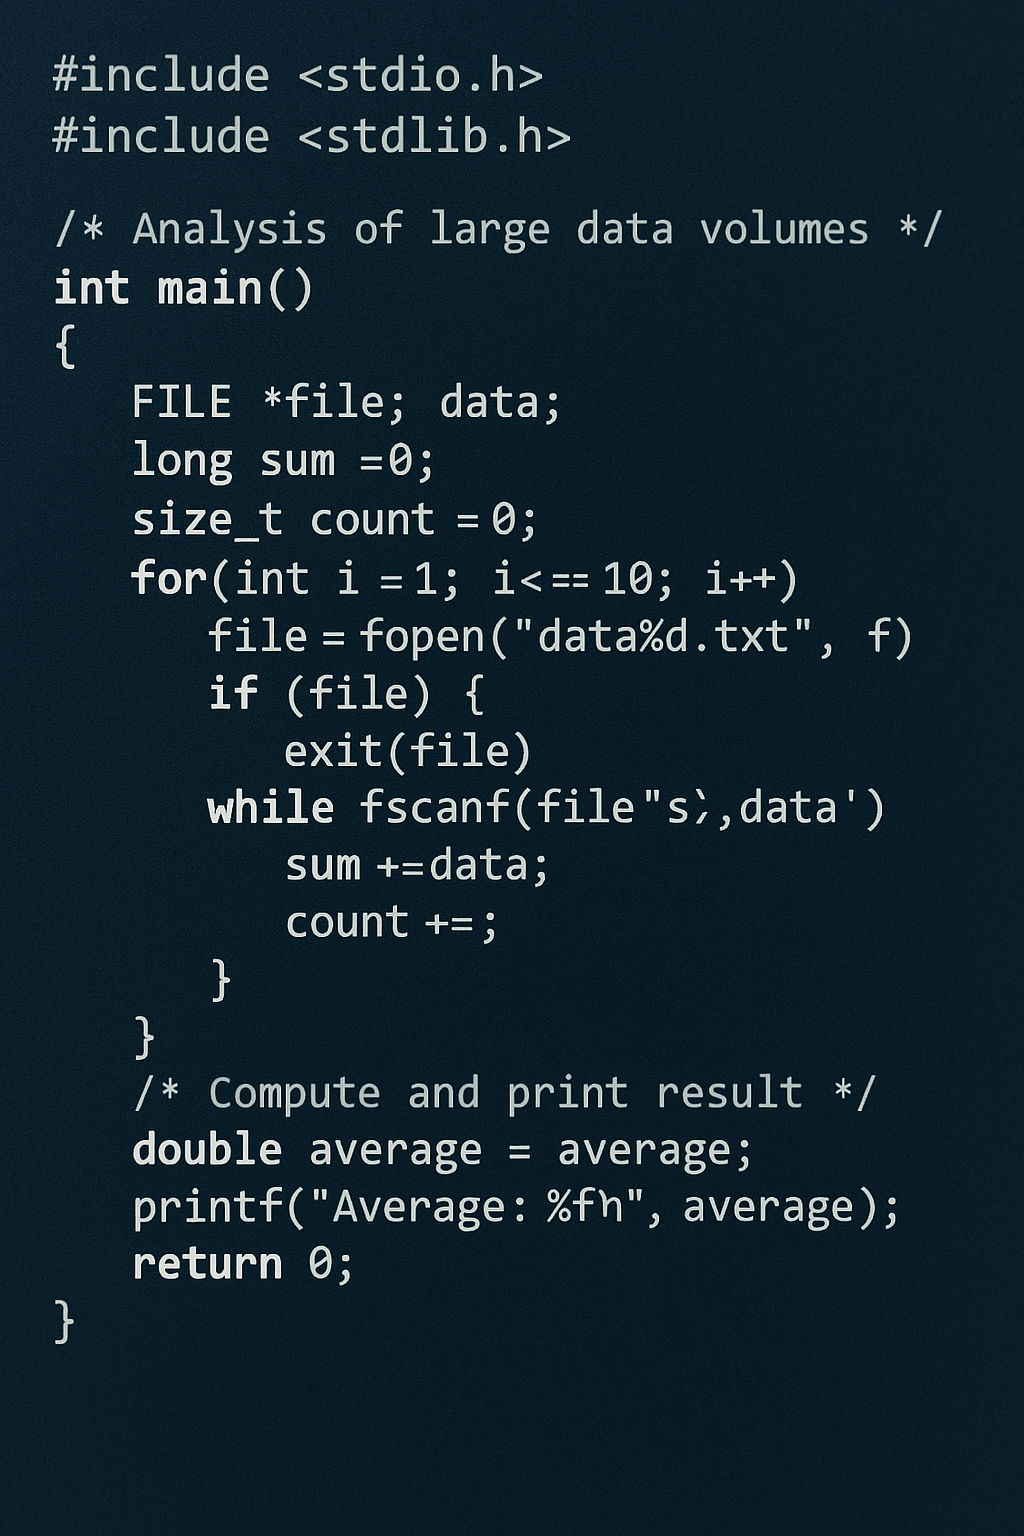 #include <stdio.h>
#include <stdlib.h>
/* Analysis of large data volumes */
int main()
{
FILE *file; data;
long sum =0;
size_t count = 0;
for(int i = 1; i<== 10; i++)
file = fopen("data%d.txt", f)
if (file) {
exit(file)
while fscanf(file"s},data')
sum +=data;
count +=;
}
}
/* Compute and print result */
double average = average;
printf("Average: %fh", average);
return 0;
}